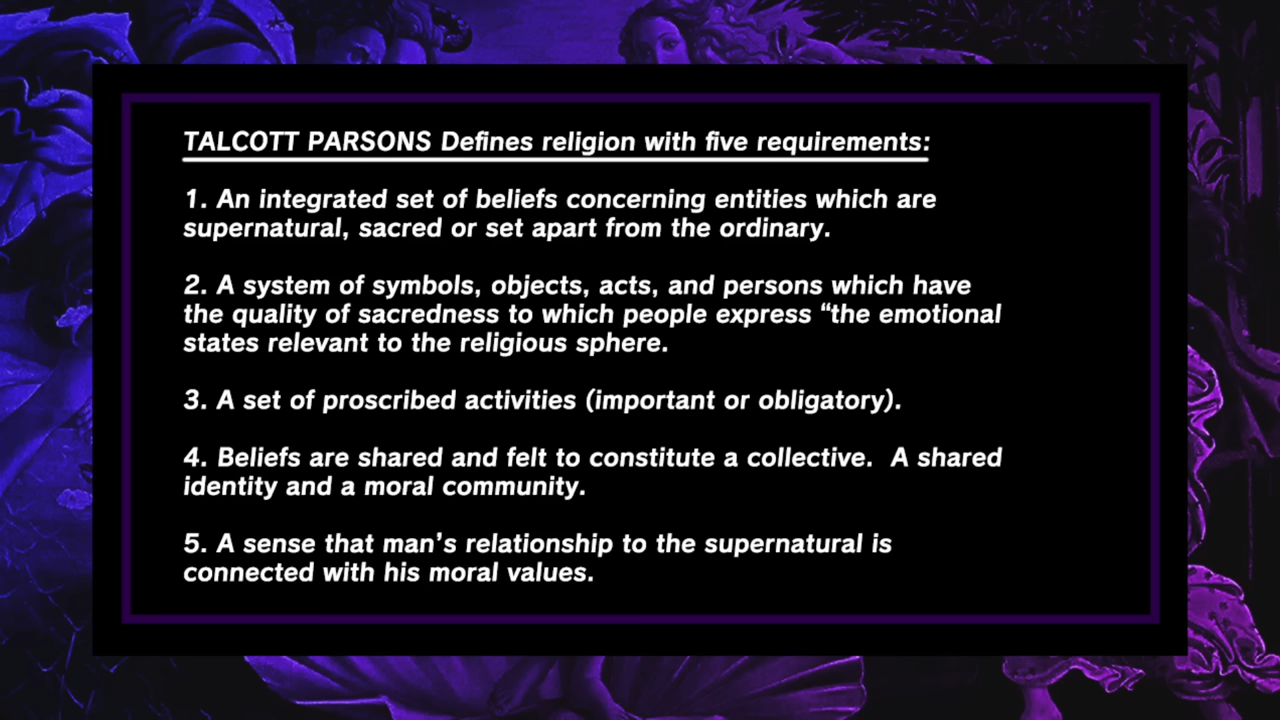 TALCOTT PARSONS Defines religion with five requirements:
1. An integrated set of beliefs concerning entities which are
supernatural, sacred or set apart from the ordinary.
2. A system of symbols, objects, acts, and persons which have
the quality of sacredness to which people express “the emotional
states relevant to the religious sphere.
3. A set of proscribed activities (important or obligatory).
4. Beliefs are shared and felt to constitute a collective.  A shared
identity and a moral community.
5. A sense that man’s relationship to the supernatural is
connected with his moral values.